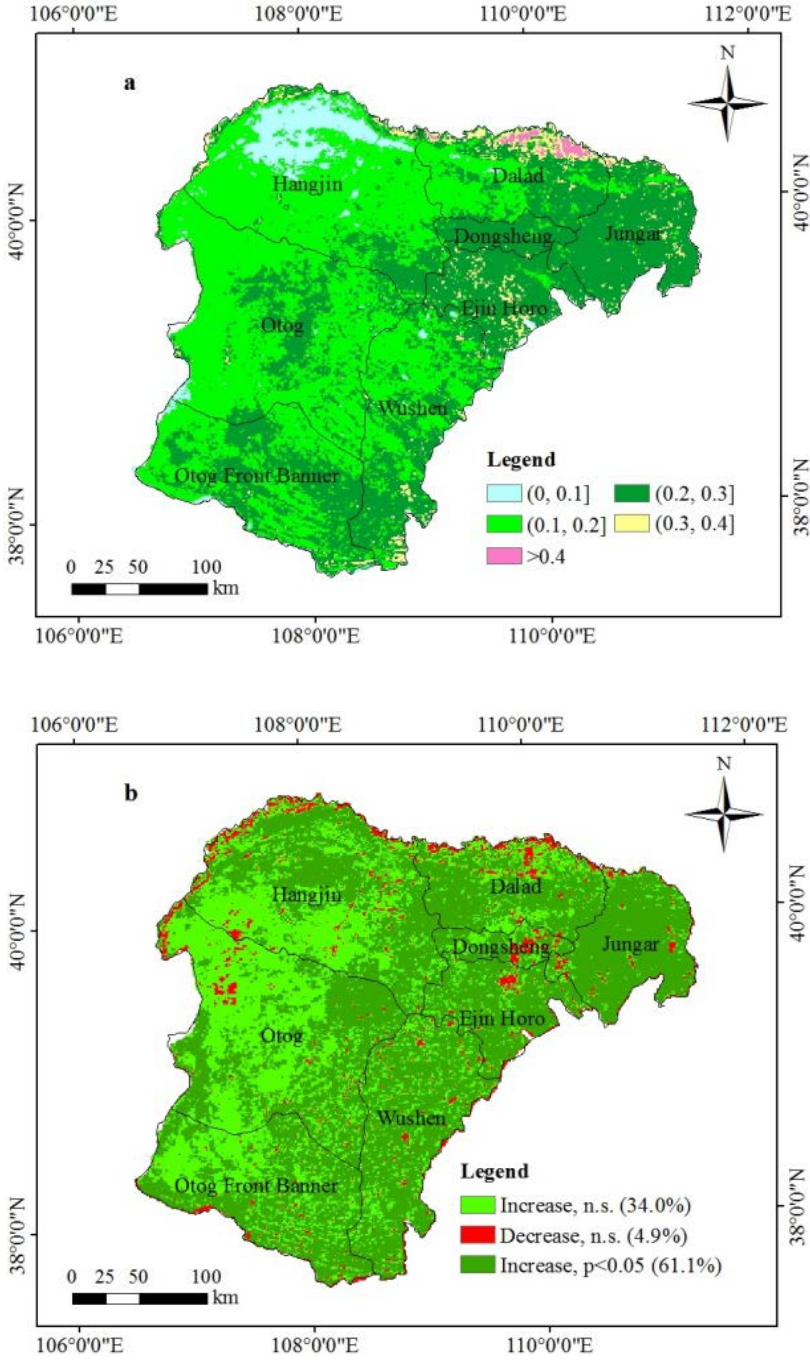 106°0'0"E 108°0'0"E 110°0'0"E 112°0'0"E
a
N
40°0'0"N
40°0'0"N
38°0'0"N
38°0'0"N
Hangjin
Dalad
Dongsheng
Jungar
Ejin Horo
Otog
Wushen
Otog Front Banner
Legend
(0, 0.1] (0.2, 0.3]
(0.1, 0.2] (0.3, 0.4]
>0.4
0 25 50 100
km
106°0'0"E 108°0'0"E 110°0'0"E
106°0'0"E 108°0'0"E 110°0'0"E 112°0'0"E
b
N
40°0'0"N
40°0'0"N
38°0'0"N
38°0'0"N
Hangjin
Dalad
Dongsheng
Jungar
Ejin Horo
Otog
Wushen
Otog Front Banner
Legend
Increase, n.s. (34.0%)
Decrease, n.s. (4.9%)
Increase, p<0.05 (61.1%)
0 25 50 100
km
106°0'0"E 108°0'0"E 110°0'0"E